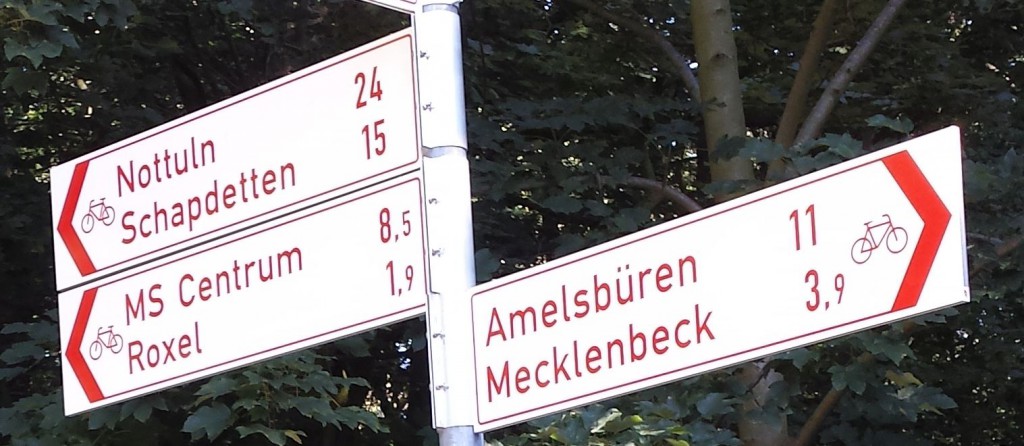 Nottuln 24
Schapdetten 15
MS Centrum 8,5
Roxel 1,9
Amelsbüren 11
Mecklenbeck 3,9